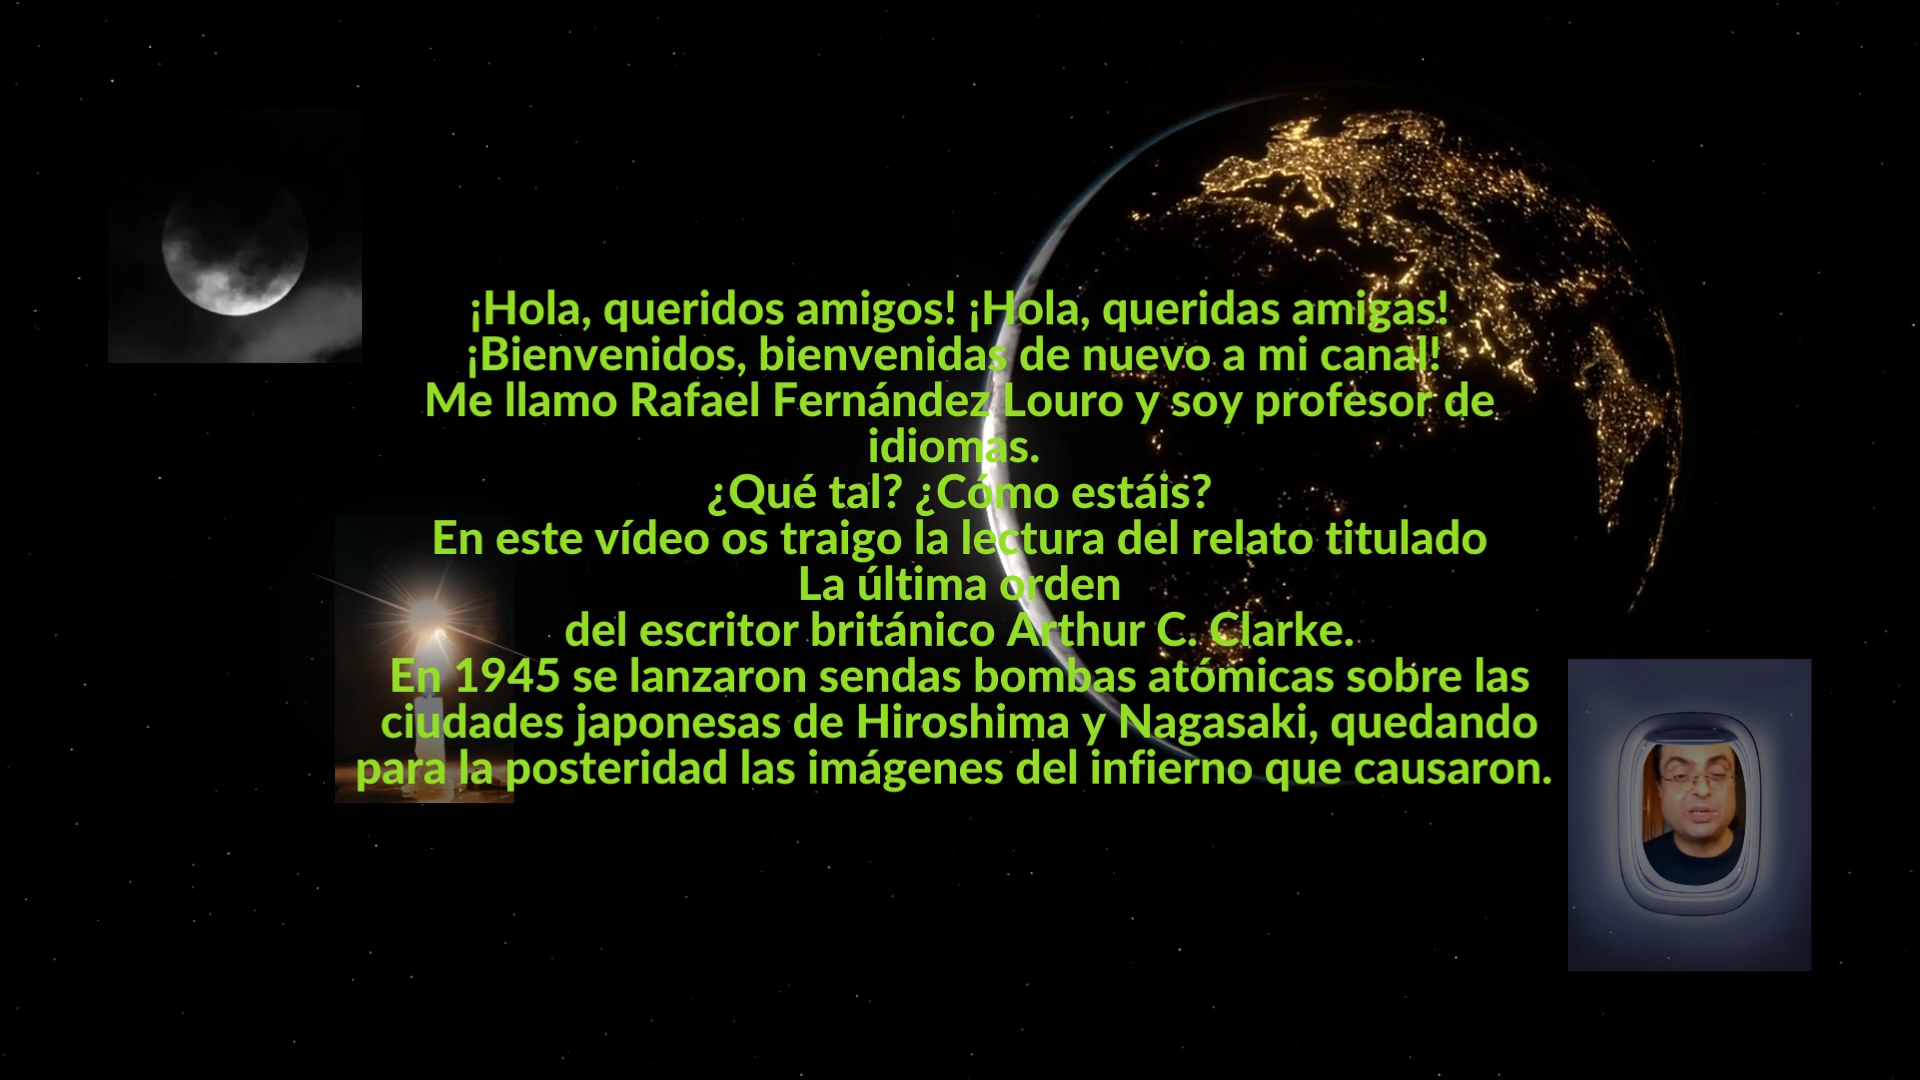 ¡Hola, queridos amigos! ¡Hola, queridas amigas!
¡Bienvenidos, bienvenidas de nuevo a mi canal!
Me llamo Rafael Fernández Louro y soy profesor de
idiomas.
¿Qué tal? ¿Cómo estáis?
En este vídeo os traigo la lectura del relato titulado
La última orden
del escritor británico Arthur C. Clarke.
En 1945 se lanzaron sendas bombas atómicas sobre las
ciudades japonesas de Hiroshima y Nagasaki, quedando
para la posteridad las imágenes del infierno que causaron.